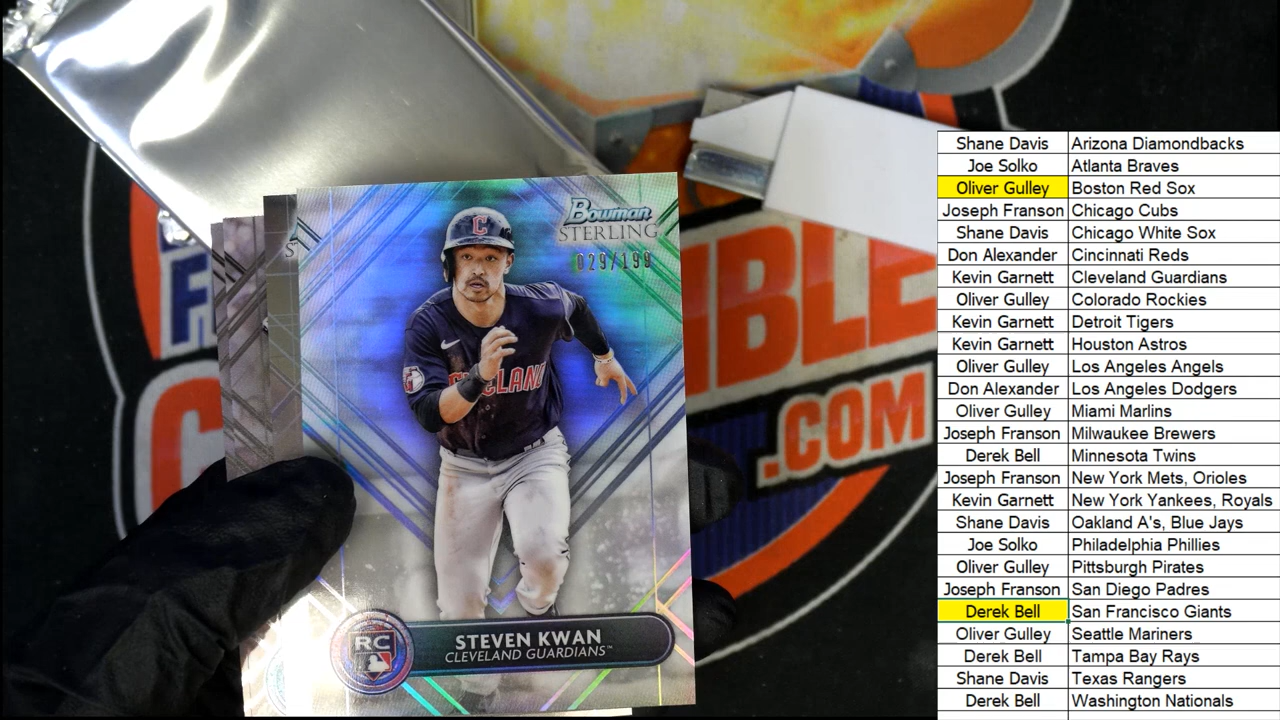 Bowman
STERLING
029/199
C
CLEVELAND
RC
STEVEN KWAN
CLEVELAND GUARDIANS™
.COM
Shane Davis Arizona Diamondbacks
Joe Solko Atlanta Braves
Oliver Gulley Boston Red Sox
Joseph Franson Chicago Cubs
Shane Davis Chicago White Sox
Don Alexander Cincinnati Reds
Kevin Garnett Cleveland Guardians
Oliver Gulley Colorado Rockies
Kevin Garnett Detroit Tigers
Kevin Garnett Houston Astros
Oliver Gulley Los Angeles Angels
Don Alexander Los Angeles Dodgers
Oliver Gulley Miami Marlins
Joseph Franson Milwaukee Brewers
Derek Bell Minnesota Twins
Joseph Franson New York Mets, Orioles
Kevin Garnett New York Yankees, Royals
Shane Davis Oakland A's, Blue Jays
Joe Solko Philadelphia Phillies
Oliver Gulley Pittsburgh Pirates
Joseph Franson San Diego Padres
Derek Bell San Francisco Giants
Oliver Gulley Seattle Mariners
Derek Bell Tampa Bay Rays
Shane Davis Texas Rangers
Derek Bell Washington Nationals